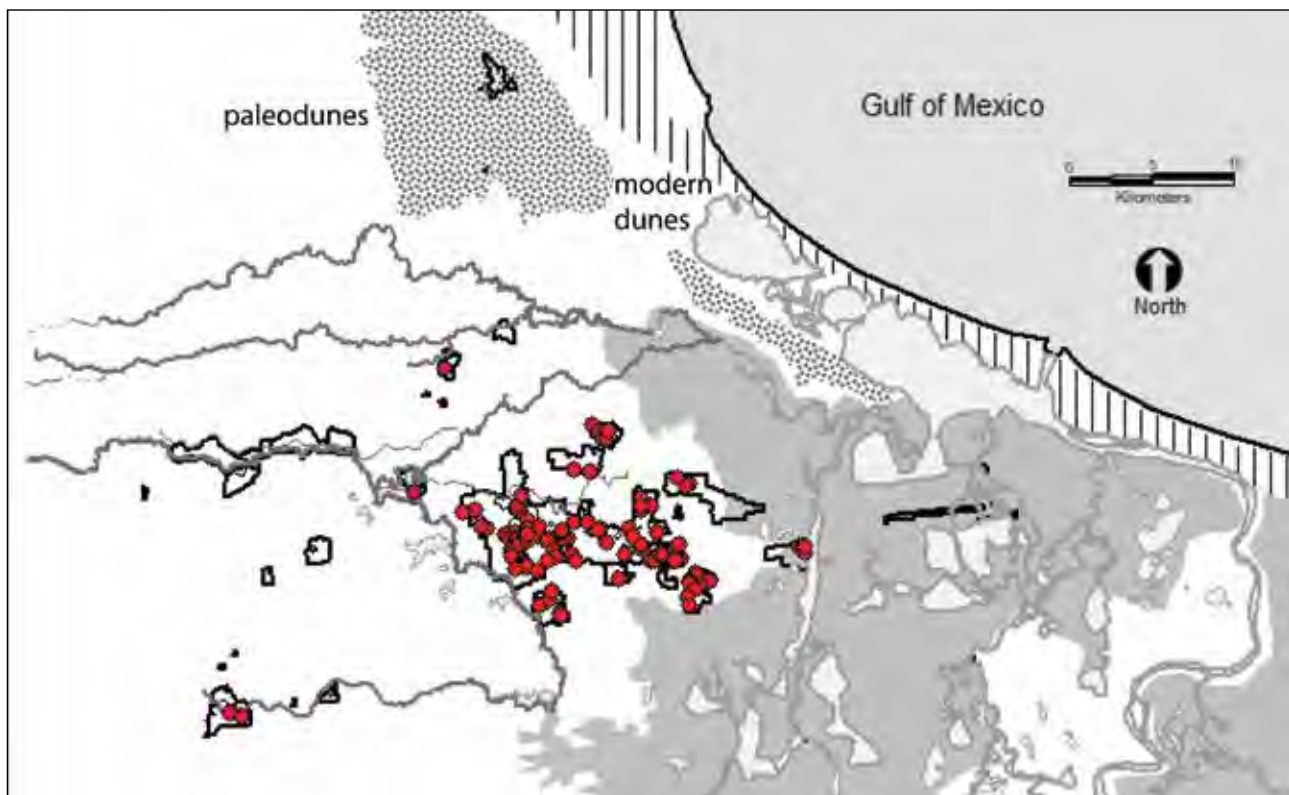 paleodunes
Gulf of Mexico
0 5 10
Kilometers
modern
dunes
North